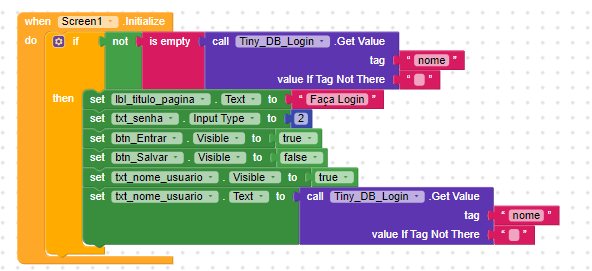 when Screen1 .Initialize
do if not is empty call Tiny_DB_Login .Get Value
tag " nome "
value If Tag Not There " "
then set lbl_titulo_pagina . Text to " Faça Login "
set txt_senha . Input Type to 2
set btn_Entrar . Visible to true
set btn_Salvar . Visible to false
set txt_nome_usuario . Visible to true
set txt_nome_usuario . Text to call Tiny_DB_Login .Get Value
tag " nome "
value If Tag Not There " "